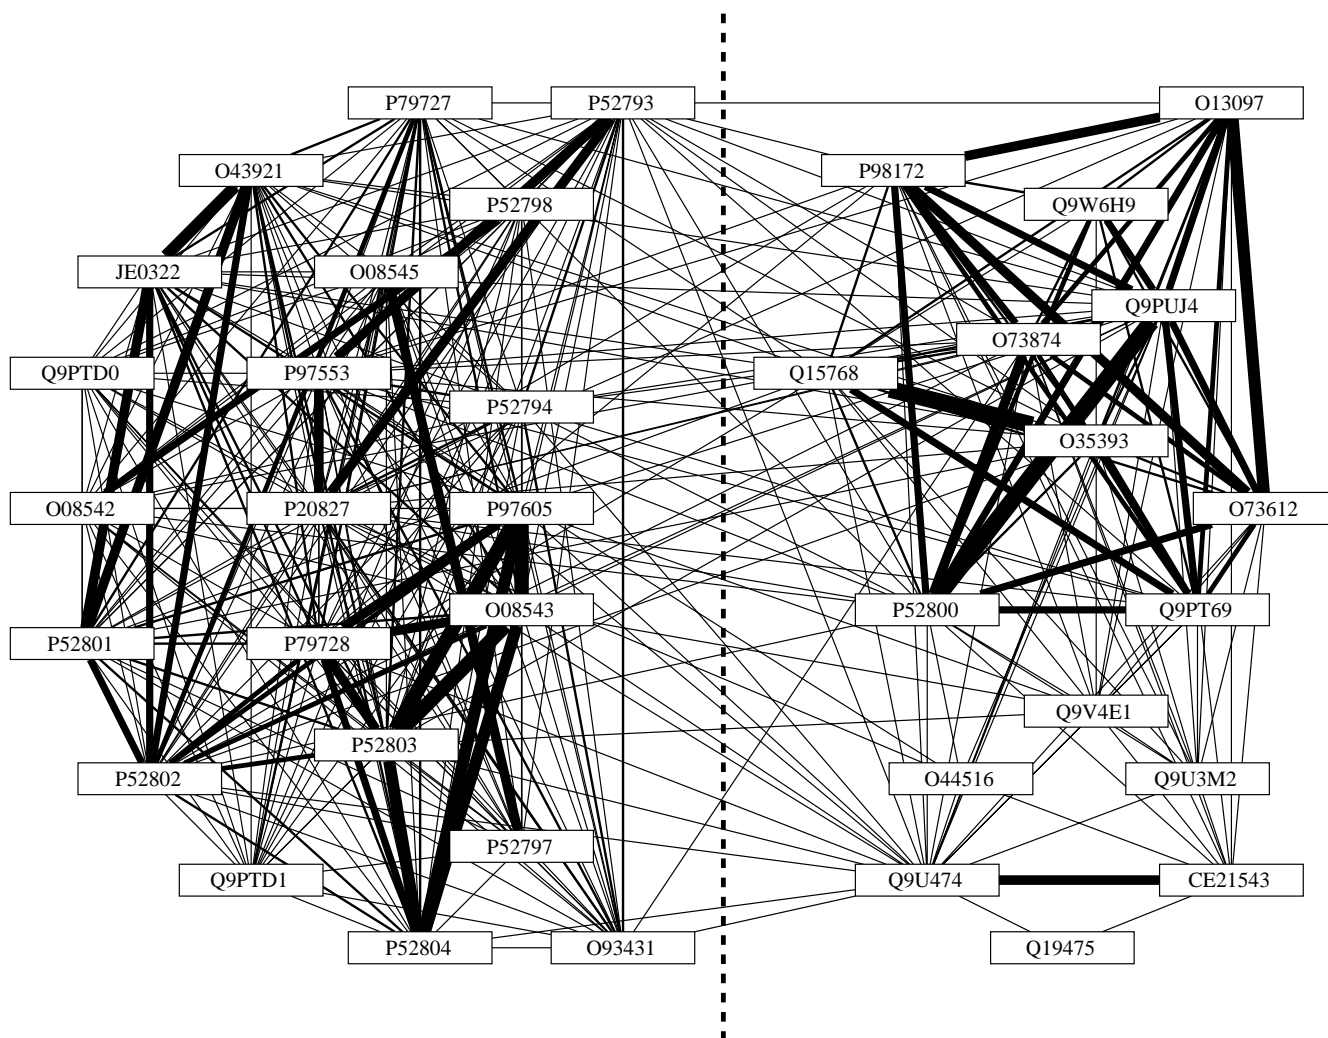 P79727 P52793 O13097
O43921 P98172
P52798 Q9W6H9
JE0322 O08545
Q9PUJ4
O73874
Q9PTD0 P97553 Q15768
P52794
O35393
O08542 P20827 P97605 O73612
O08543 P52800 Q9PT69
P52801 P79728
Q9V4E1
P52803
P52802 O44516 Q9U3M2
P52797
Q9PTD1 Q9U474 CE21543
P52804 O93431 Q19475